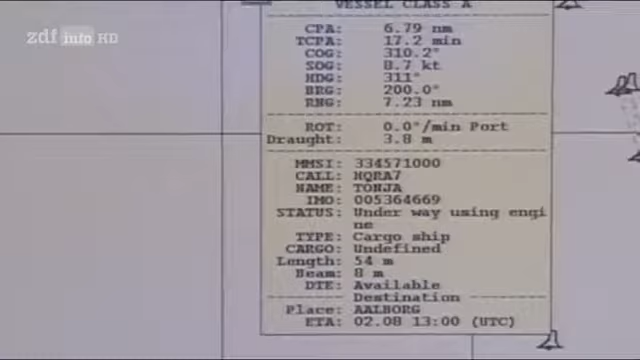 zdf info HD
VESSEL CLASS A
CPA: 6.79 nm
TCPA: 17.2 min
COG: 310.2°
SOG: 8.7 kt
HDG: 311°
BRG: 200.0°
RNG: 7.23 nm
ROT: 0.0°/min Port
Draught: 3.8 m
MMSI: 334571000
CALL: HQRA7
NAME: TONJA
IMO: 005364669
STATUS: Under way using engi
ne
TYPE: Cargo ship
CARGO: Undefined
Length: 54 m
Beam: 8 m
DTE: Available
Destination
Place: AALBORG
ETA: 02.08 13:00 (UTC)